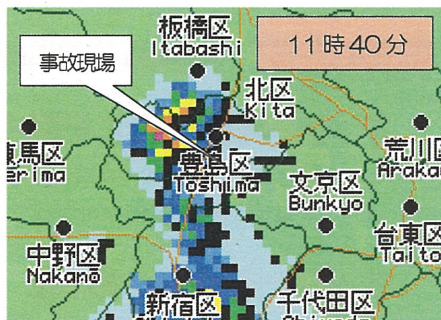 板橋区
Itabashi
11時40分
事故現場
北区
Kita
馬区
erima
豊島区
Toshima
荒川区
Araka
文京区
Bunkyo
台東区
Taito
中野区
Nakano
新宿区
千代田区